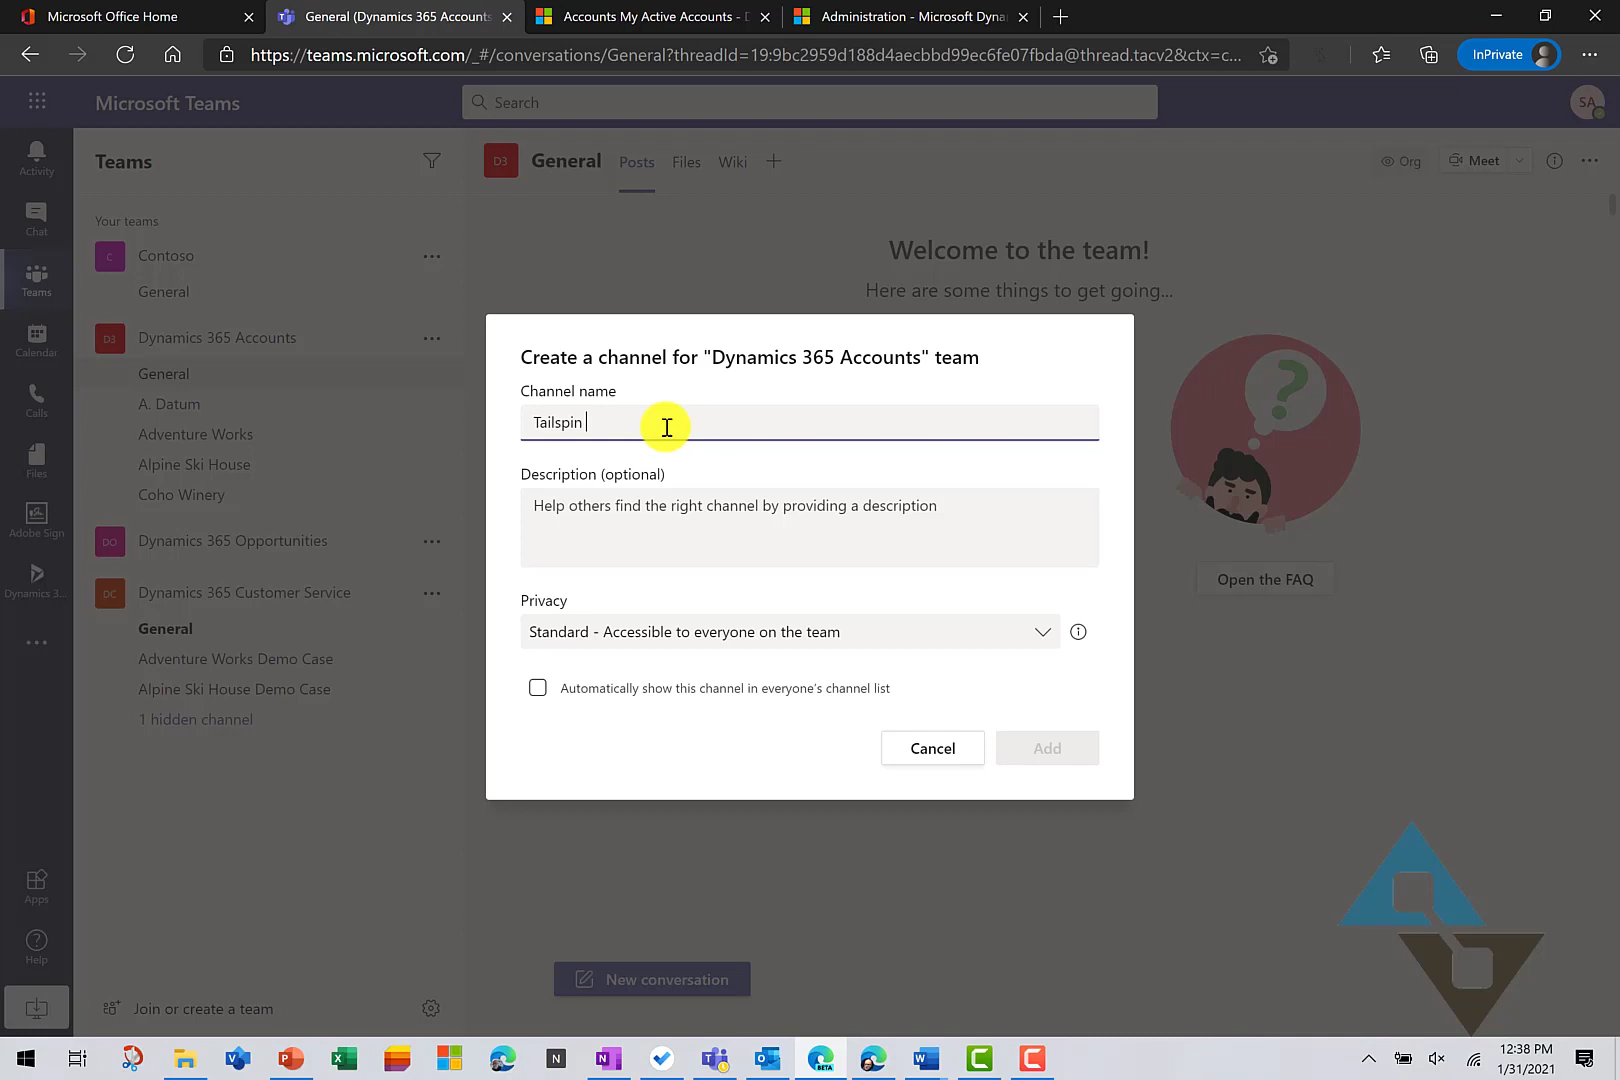 Microsoft Office Home
General (Dynamics 365 Accounts
Accounts My Active Accounts - D
Administration - Microsoft Dyna
https://teams.microsoft.com/_#/conversations/General?threadId=19:9bc2959d188d4aecbbd99ec6fe07fbda@thread.tacv2&ctx=c...
InPrivate
Microsoft Teams
Search
SA
Activity
Chat
Teams
Calendar
Calls
Files
Adobe Sign
Dynamics 3...
Apps
Help
Teams
Your teams
C
Contoso
General
D3
Dynamics 365 Accounts
General
A. Datum
Adventure Works
Alpine Ski House
Coho Winery
DO
Dynamics 365 Opportunities
DC
Dynamics 365 Customer Service
General
Adventure Works Demo Case
Alpine Ski House Demo Case
1 hidden channel
Join or create a team
D3
General
Posts
Files
Wiki
Org
Meet
Welcome to the team!
Here are some things to get going...
Open the FAQ
New conversation
Create a channel for "Dynamics 365 Accounts" team
Channel name
Tailspin
Description (optional)
Help others find the right channel by providing a description
Privacy
Standard - Accessible to everyone on the team
Automatically show this channel in everyone's channel list
Cancel
Add
BETA
12:38 PM
1/31/2021